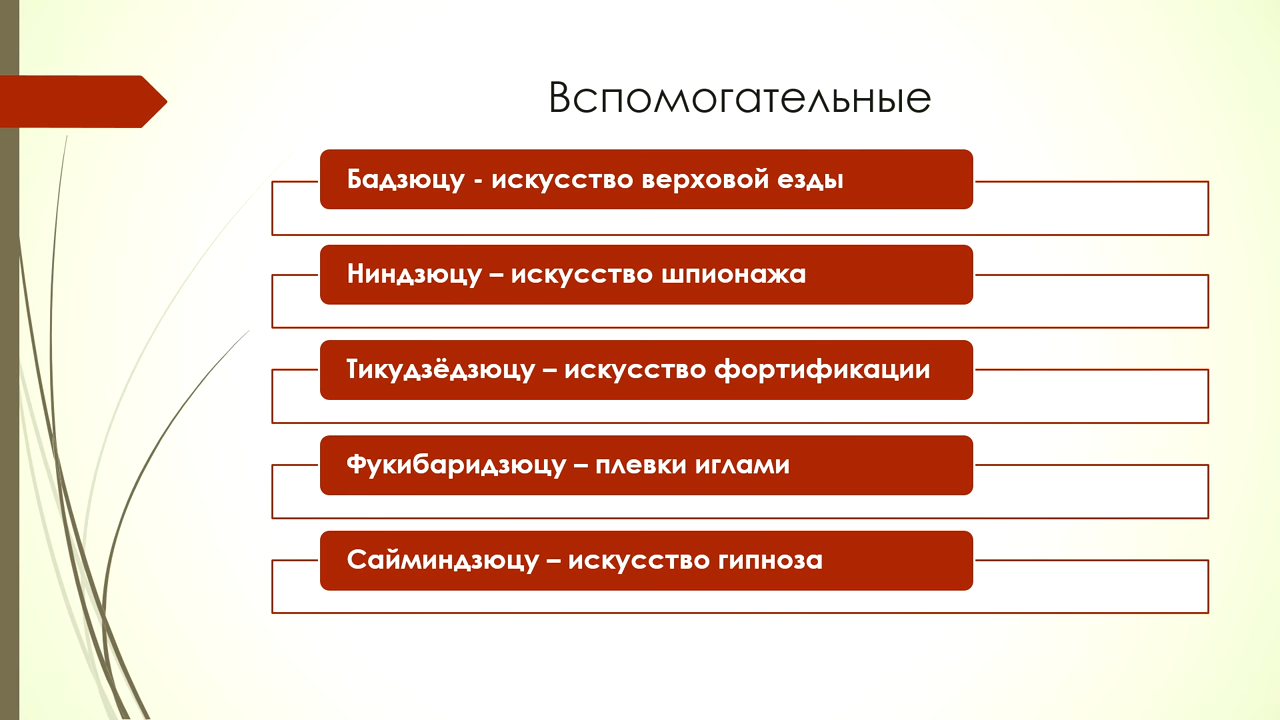 Вспомогательные
Бадзюцу - искусство верховой езды
Ниндзюцу – искусство шпионажа
Тикудзёдзюцу – искусство фортификации
Фукибаридзюцу – плевки иглами
Сайминдзюцу – искусство гипноза